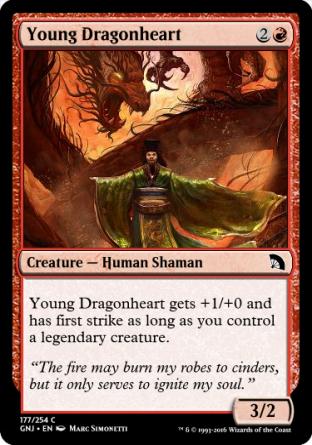 Young Dragonheart 2
Creature — Human Shaman
Young Dragonheart gets +1/+0 and
has first strike as long as you control
a legendary creature.
“The fire may burn my robes to cinders,
but it only serves to ignite my soul.”
3/2
177/254 C
GNJ • EN Marc Simonetti
™ & © 1993-2016 Wizards of the Coast